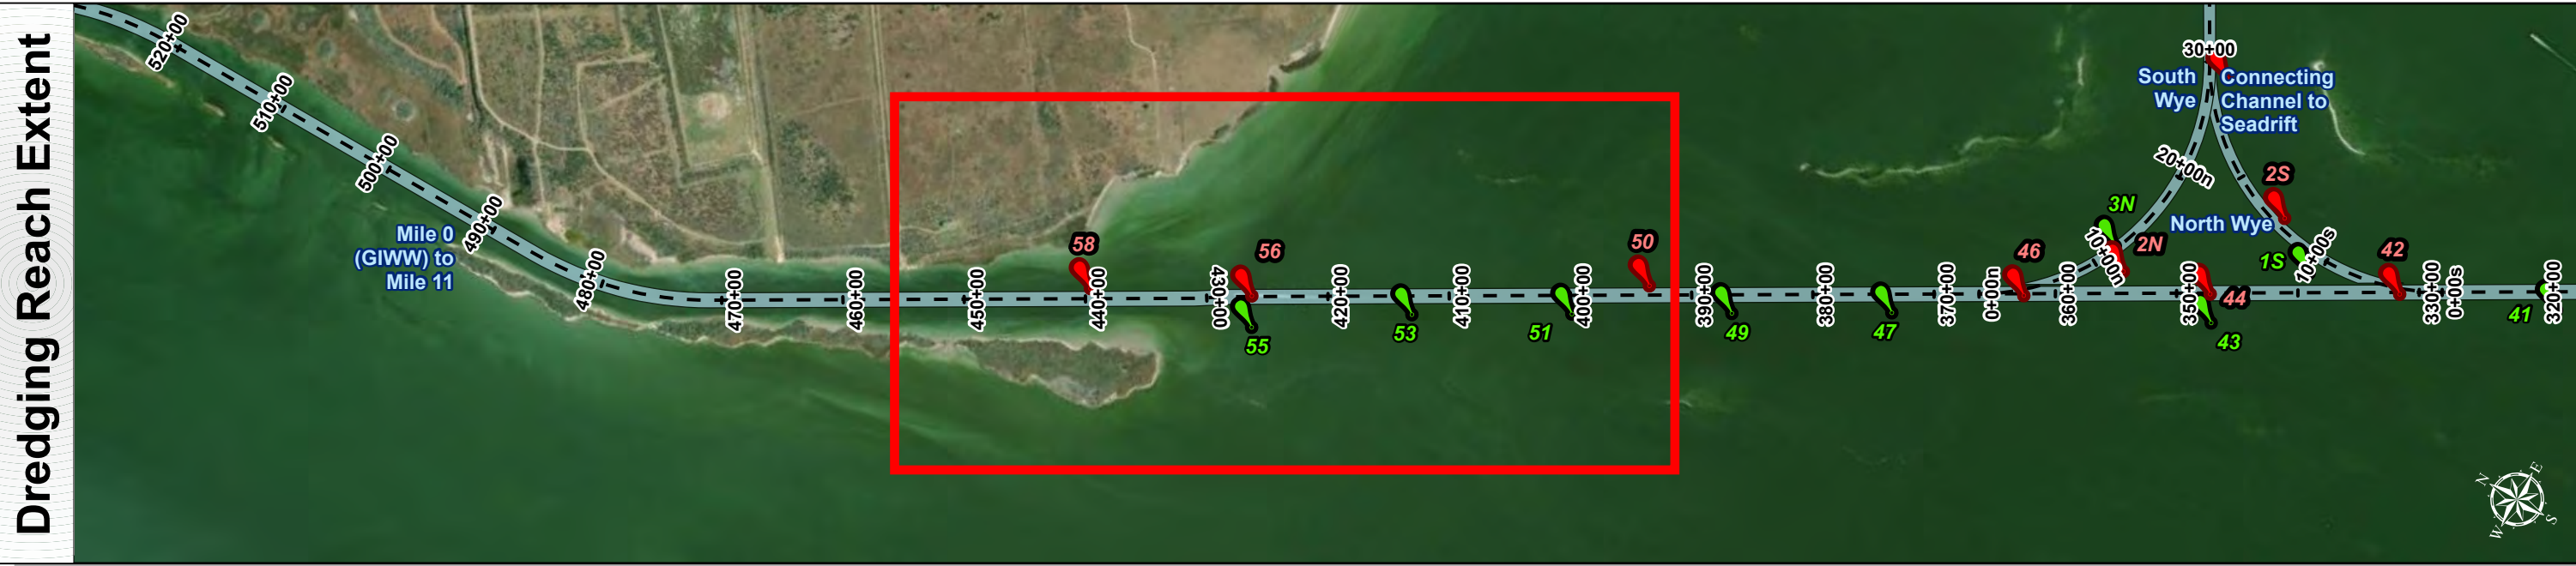 Dredging Reach Extent
520+00
510+00
500+00
490+00
480+00
470+00
460+00
450+00
440+00
430+00
420+00
410+00
400+00
390+00
380+00
370+00
0+00n
360+00
350+00
330+00
0+00s
320+00
Mile 0
(GIWW) to
Mile 11
58
56
55
53
51
50
49
47
46
3N
10+00n
2N
20+00n
30+00
South
Wye
Connecting
Channel to
Seadrift
North Wye
2S
1S
10+00s
42
44
43
41
N
E
S
W